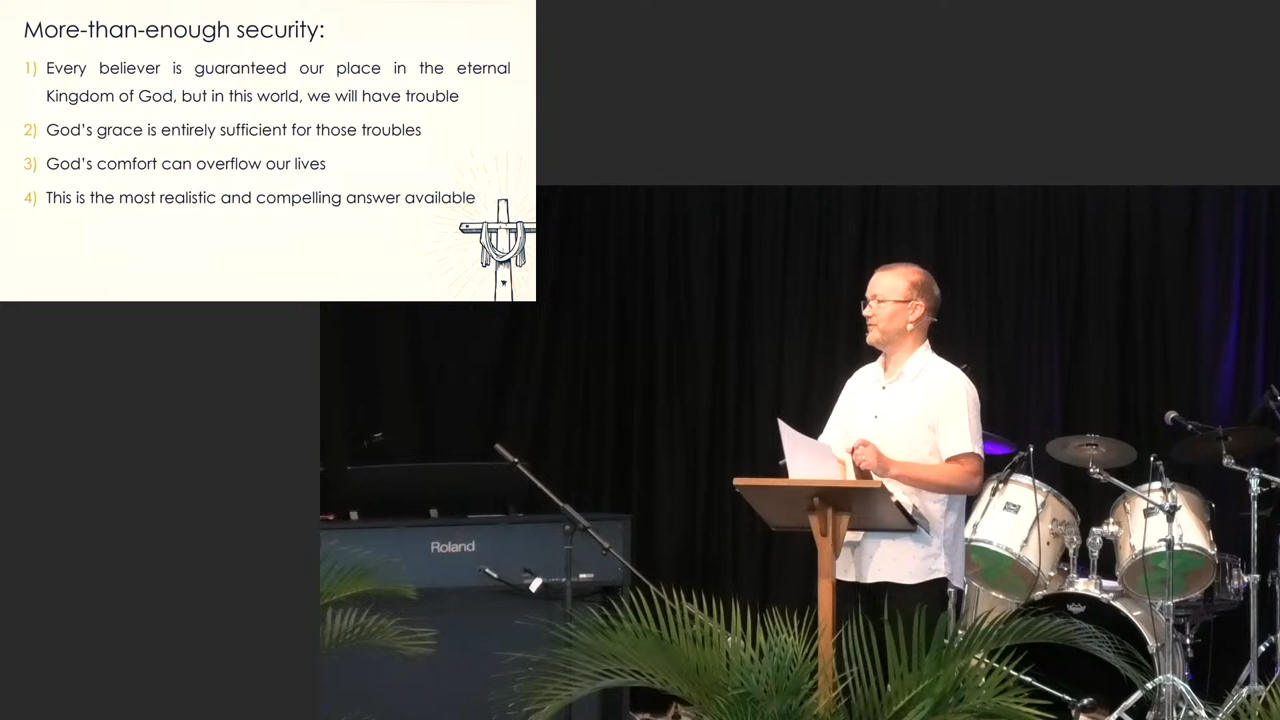 More-than-enough security:
1) Every believer is guaranteed our place in the eternal
Kingdom of God, but in this world, we will have trouble
2) God's grace is entirely sufficient for those troubles
3) God's comfort can overflow our lives
4) This is the most realistic and compelling answer available
Roland